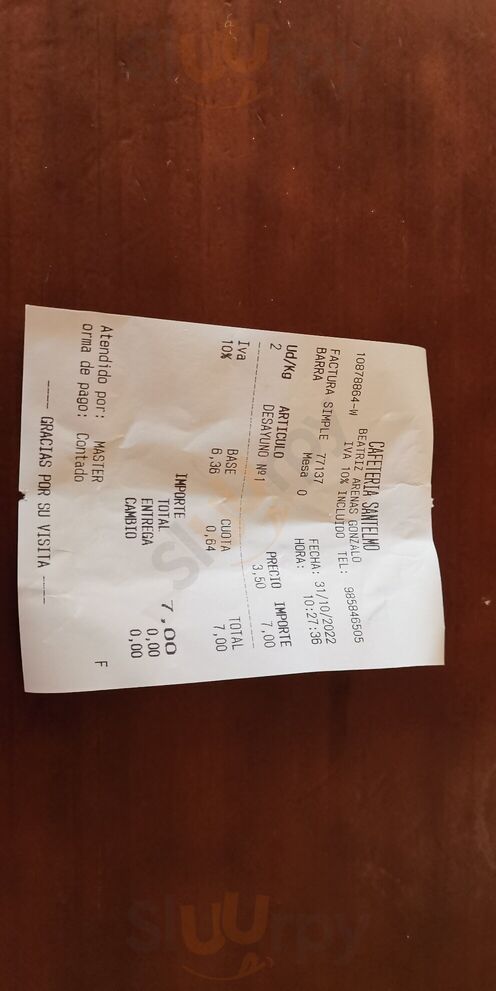 CAFETERIA SANTELMO
10878864-W BEATRIZ ARENAS GONZALO
IVA 10% INCLUIDO TEL: 985846505
FACTURA SIMPLE 77137 FECHA: 31/10/2022
BARRA Mesa 0 HORA: 10:27:36
Ud/Kg ARTICULO PRECIO IMPORTE
2 DESAYUNO Nº1 3,50 7,00
Iva BASE CUOTA TOTAL
10% 6,36 0,64 7,00
IMPORTE
TOTAL 7,00
ENTREGA 0,00
CAMBIO 0,00
Atendido por: MASTER F
orma de pago: Contado
---- GRACIAS POR SU VISITA ----
Sluurpy
Sluurpy
Sluurpy